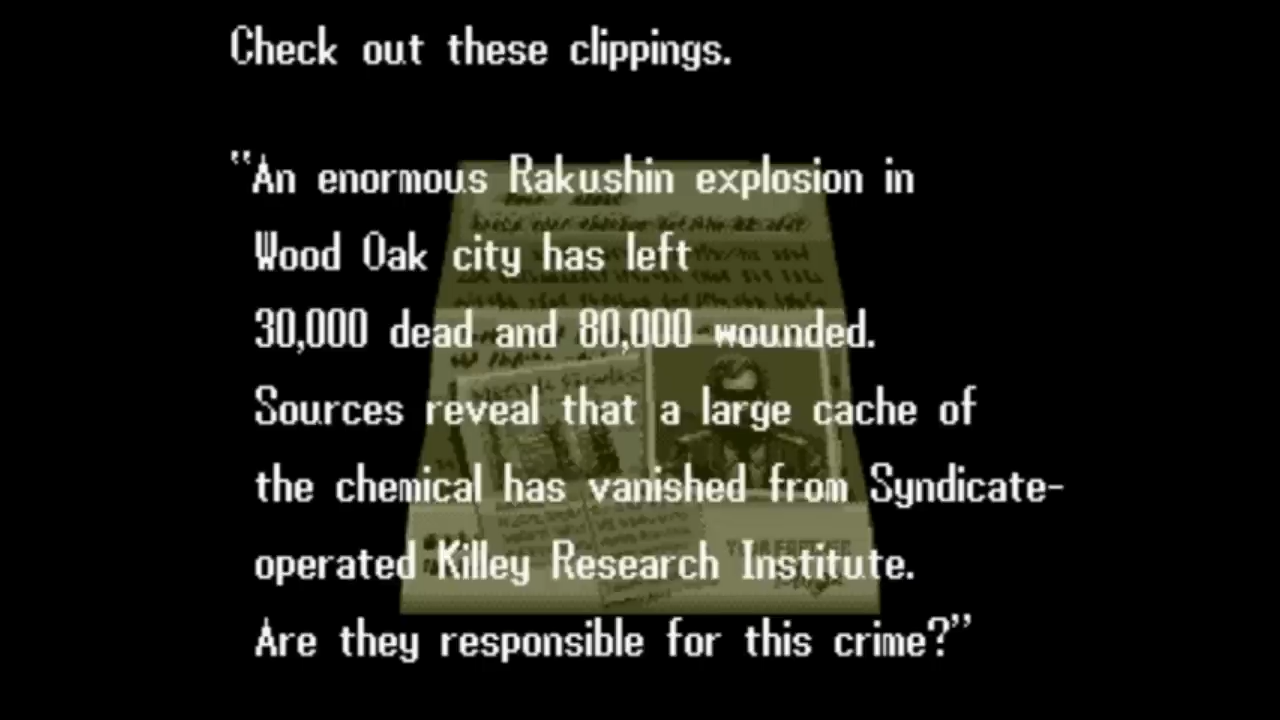 Check out these clippings.
"An enormous Rakushin explosion in
Wood Oak city has left
30,000 dead and 80,000 wounded.
Sources reveal that a large cache of
the chemical has vanished from Syndicate-
operated Killey Research Institute.
Are they responsible for this crime?"